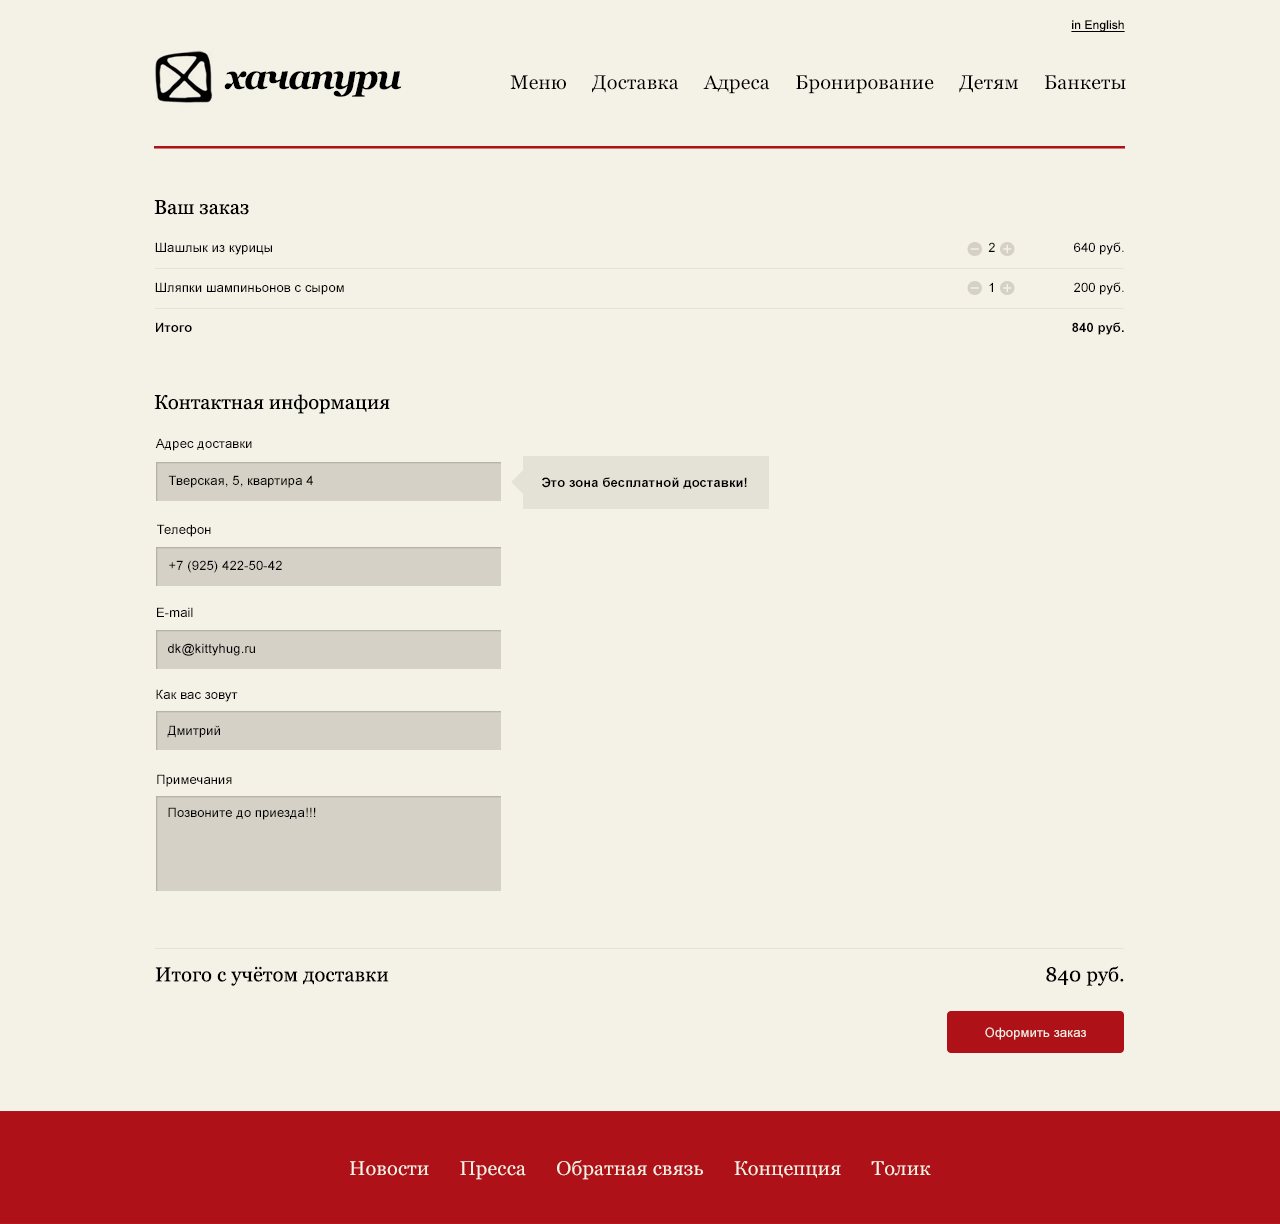 in English
хачапури
Меню Доставка Адреса Бронирование Детям Банкеты
Ваш заказ
Шашлык из курицы 2 640 руб.
Шляпки шампиньонов с сыром 1 200 руб.
Итого 840 руб.
Контактная информация
Адрес доставки
Тверская, 5, квартира 4 Это зона бесплатной доставки!
Телефон
+7 (925) 422-50-42
E-mail
dk@kittyhug.ru
Как вас зовут
Дмитрий
Примечания
Позвоните до приезда!!!
Итого с учётом доставки 840 руб.
Оформить заказ
Новости Пресса Обратная связь Концепция Толик